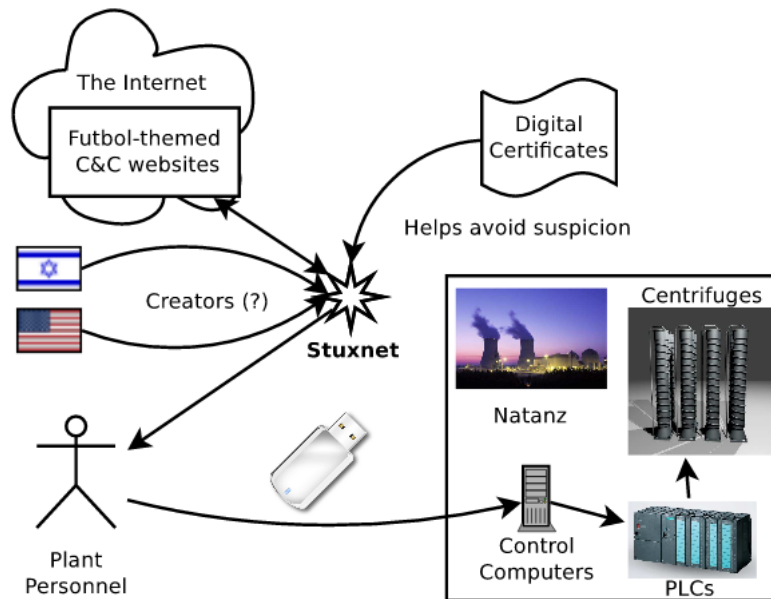 The Internet
Futbol-themed
C&C websites
Digital
Certificates
Helps avoid suspicion
Creators (?)
Stuxnet
Centrifuges
Natanz
Plant
Personnel
Control
Computers
PLCs